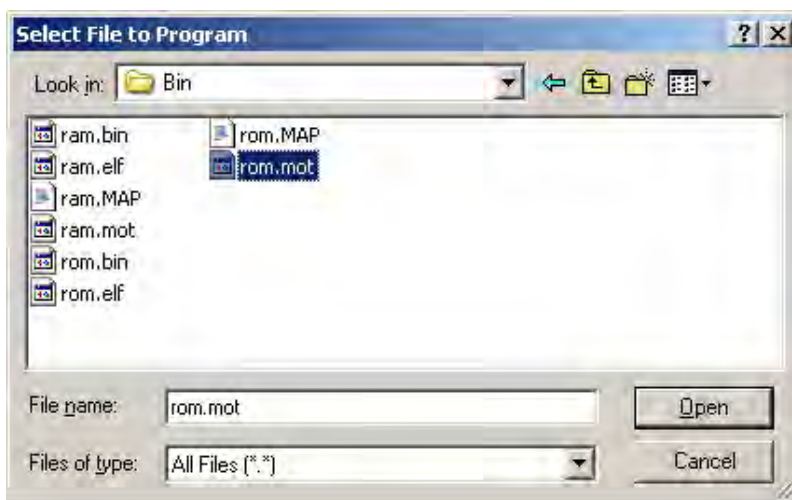 Select File to Program
Look in: Bin
ram.bin
ram.elf
ram.MAP
ram.mot
rom.bin
rom.elf
rom.MAP
rom.mot
File name: rom.mot Open
Files of type: All Files (*.*) Cancel